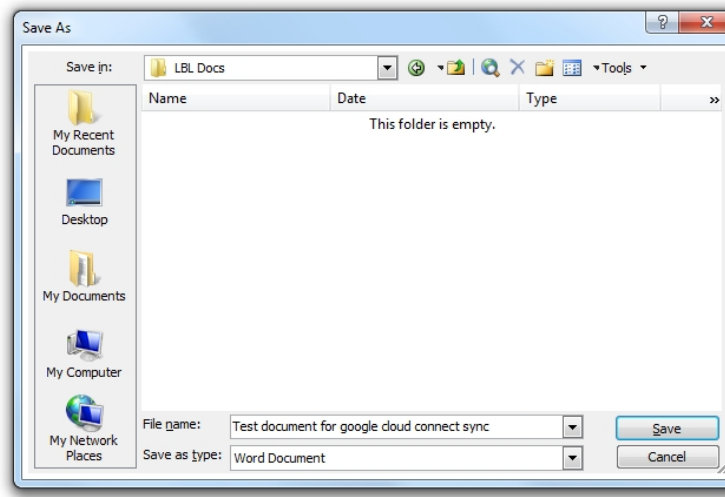 Save As
Save in:
LBL Docs
Tools
Name Date Type »
This folder is empty.
My Recent
Documents
Desktop
My Documents
My Computer
My Network
Places
File name:
Test document for google cloud connect sync
Save
Save as type:
Word Document
Cancel